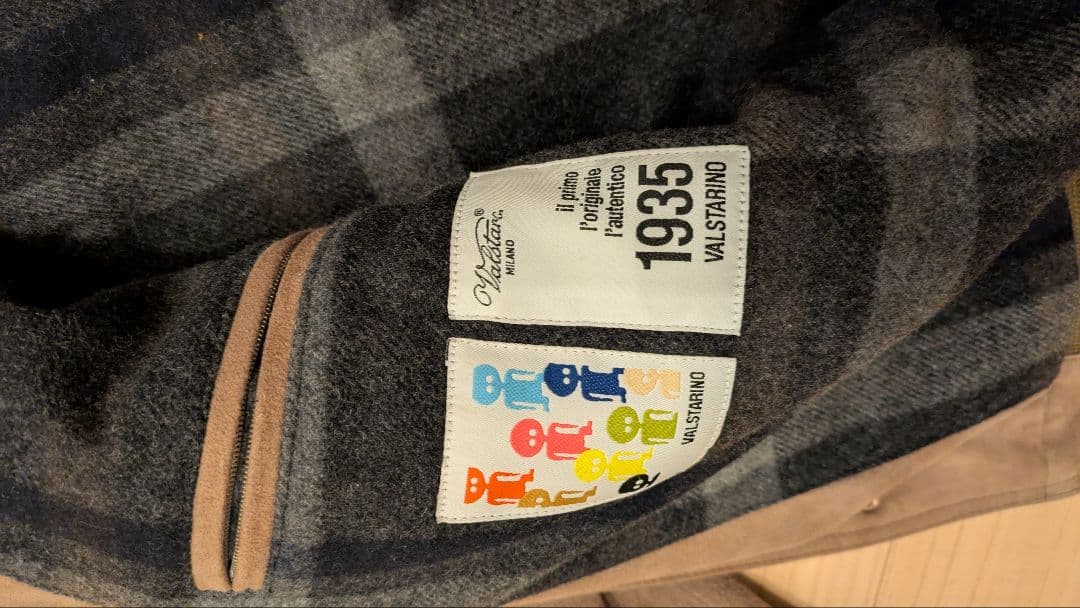 Valstar®
MILANO
il primo
l'originale
l'autentico
1935
VALSTARINO
VALSTARINO